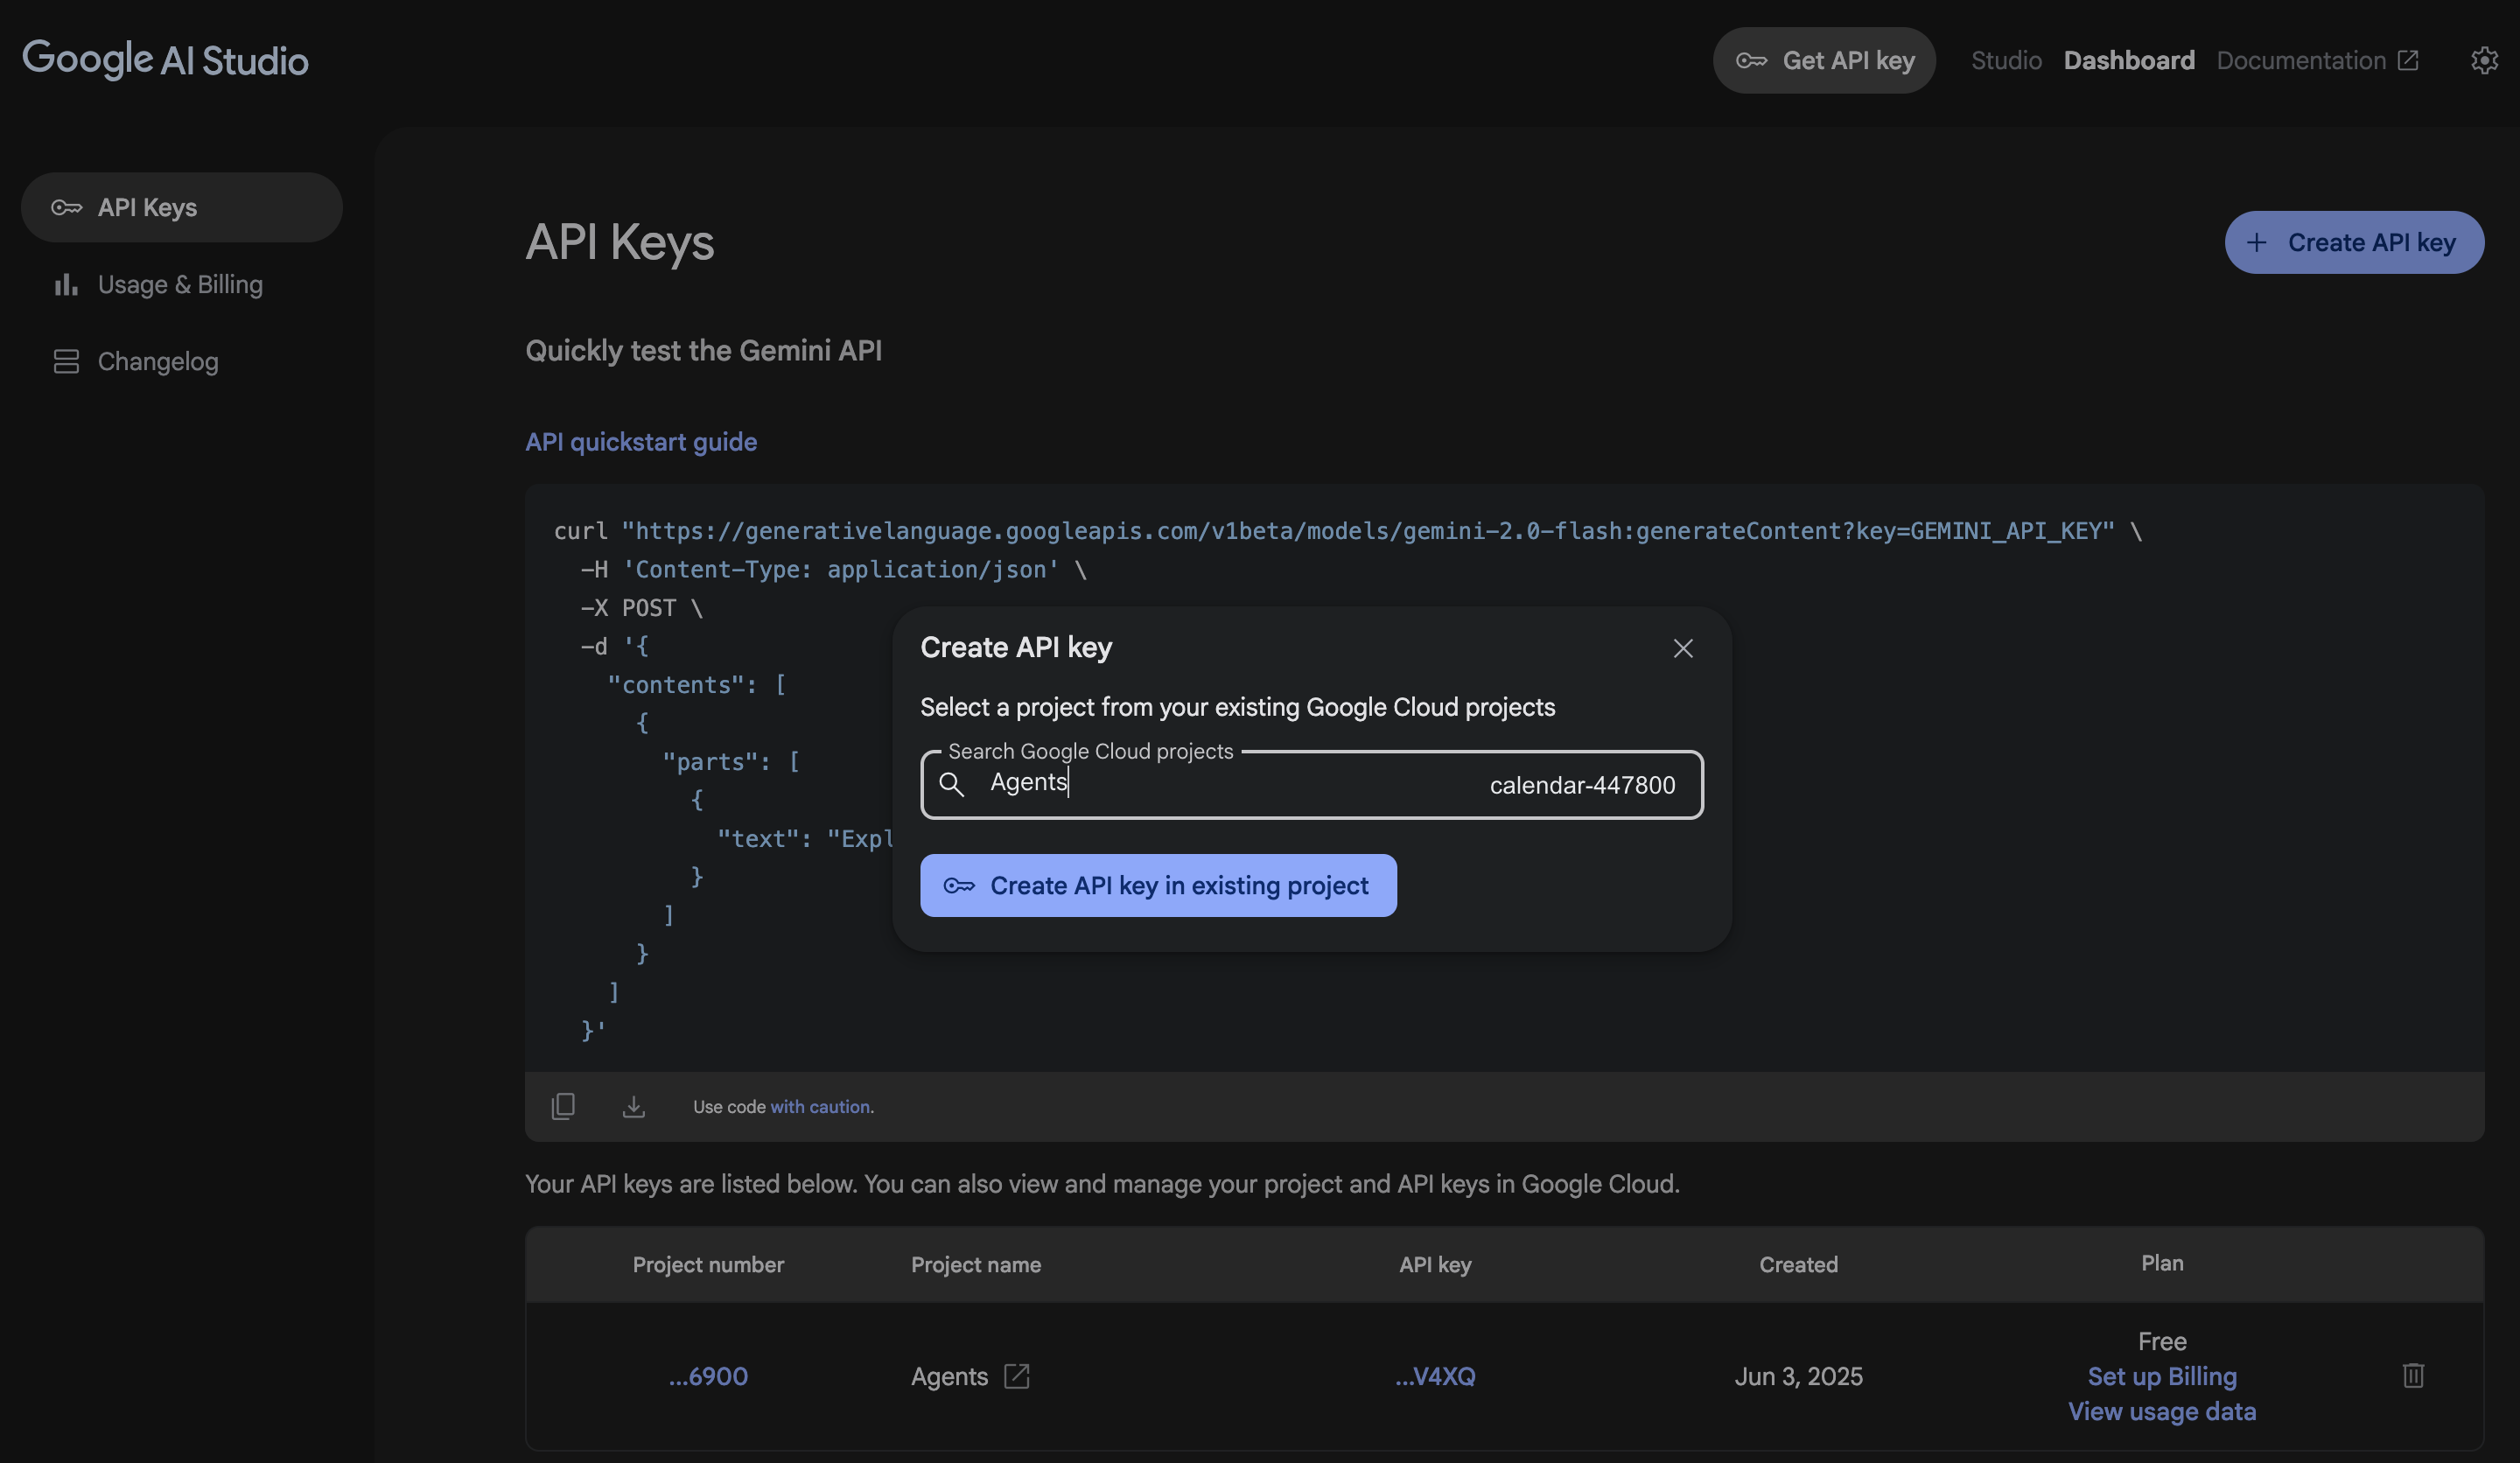 Google AI Studio
Get API key
Studio
Dashboard
Documentation
API Keys
Usage & Billing
Changelog
API Keys
Create API key
Quickly test the Gemini API
API quickstart guide
curl "https://generativelanguage.googleapis.com/v1beta/models/gemini-2.0-flash:generateContent?key=GEMINI_API_KEY" \
-H 'Content-Type: application/json' \
-X POST \
-d '{
"contents": [
{
"parts": [
{
"text": "Expl
}
]
}
]
}'
Create API key
Select a project from your existing Google Cloud projects
Search Google Cloud projects
Agents
calendar-447800
Create API key in existing project
Use code with caution.
Your API keys are listed below. You can also view and manage your project and API keys in Google Cloud.
Project number Project name API key Created Plan
...6900 Agents ...V4XQ Jun 3, 2025 Free
Set up Billing
View usage data